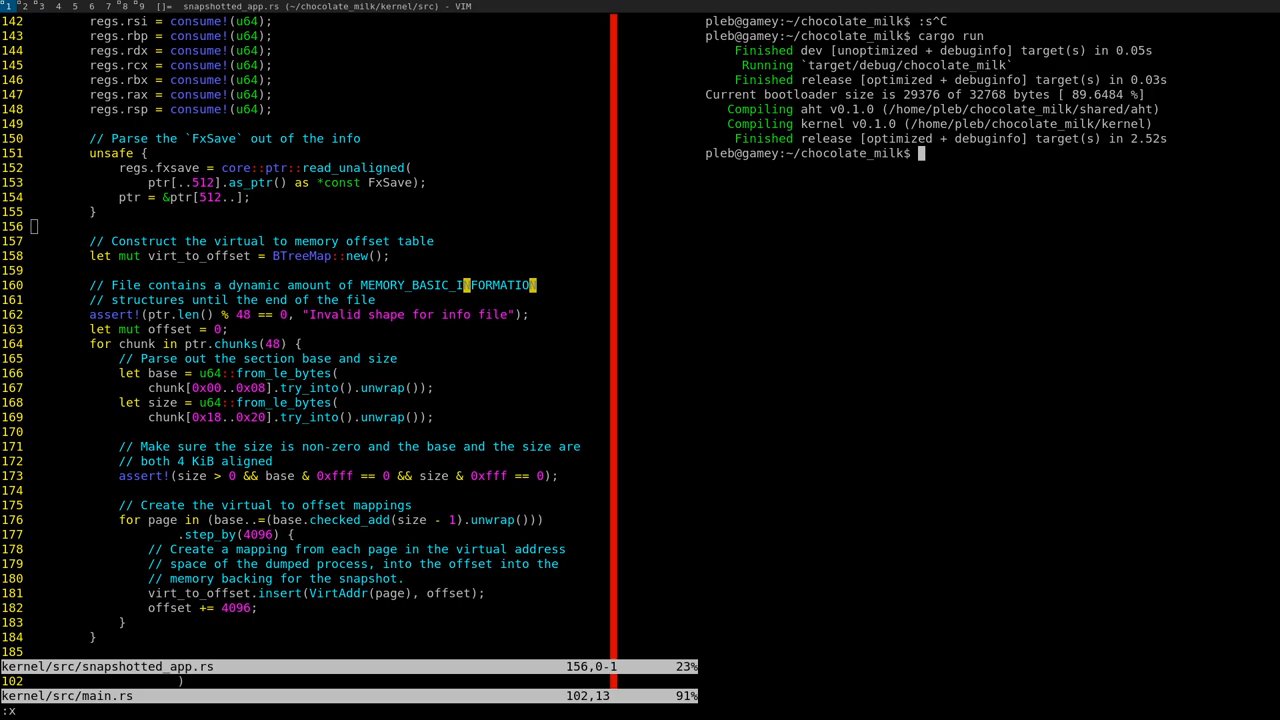 1 2 3 4 5 6 7 8 9 []= snapshotted_app.rs (~/chocolate_milk/kernel/src) - VIM
142         regs.rsi = consume!(u64);
143         regs.rbp = consume!(u64);
144         regs.rdx = consume!(u64);
145         regs.rcx = consume!(u64);
146         regs.rbx = consume!(u64);
147         regs.rax = consume!(u64);
148         regs.rsp = consume!(u64);
149
150         // Parse the `FxSave` out of the info
151         unsafe {
152             regs.fxsave = core::ptr::read_unaligned(
153                 ptr[..512].as_ptr() as *const FxSave);
154             ptr = &ptr[512..];
155         }
156
157         // Construct the virtual to memory offset table
158         let mut virt_to_offset = BTreeMap::new();
159
160         // File contains a dynamic amount of MEMORY_BASIC_INFORMATION
161         // structures until the end of the file
162         assert!(ptr.len() % 48 == 0, "Invalid shape for info file");
163         let mut offset = 0;
164         for chunk in ptr.chunks(48) {
165             // Parse out the section base and size
166             let base = u64::from_le_bytes(
167                 chunk[0x00..0x08].try_into().unwrap());
168             let size = u64::from_le_bytes(
169                 chunk[0x18..0x20].try_into().unwrap());
170
171             // Make sure the size is non-zero and the base and the size are
172             // both 4 KiB aligned
173             assert!(size > 0 && base & 0xfff == 0 && size & 0xfff == 0);
174
175             // Create the virtual to offset mappings
176             for page in (base..=(base.checked_add(size - 1).unwrap()))
177                     .step_by(4096) {
178                 // Create a mapping from each page in the virtual address
179                 // space of the dumped process, into the offset into the
180                 // memory backing for the snapshot.
181                 virt_to_offset.insert(VirtAddr(page), offset);
182                 offset += 4096;
183             }
184         }
185
kernel/src/snapshotted_app.rs 156,0-1 23%
102                     )
kernel/src/main.rs 102,13 91%
:x
pleb@gamey:~/chocolate_milk$ :s^C
pleb@gamey:~/chocolate_milk$ cargo run
    Finished dev [unoptimized + debuginfo] target(s) in 0.05s
     Running `target/debug/chocolate_milk`
    Finished release [optimized + debuginfo] target(s) in 0.03s
Current bootloader size is 29376 of 32768 bytes [ 89.6484 %]
   Compiling aht v0.1.0 (/home/pleb/chocolate_milk/shared/aht)
   Compiling kernel v0.1.0 (/home/pleb/chocolate_milk/kernel)
    Finished release [optimized + debuginfo] target(s) in 2.52s
pleb@gamey:~/chocolate_milk$